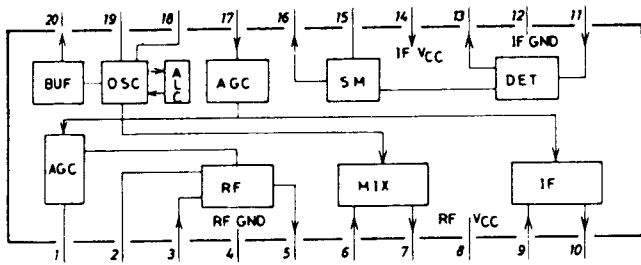 20 19 18 17 16 15 14 13 12 11
IF VCC IF GND
BUF OSC ALC AGC SM DET
AGC RF MIX IF
RF GND RF VCC
1 2 3 4 5 6 7 8 9 10